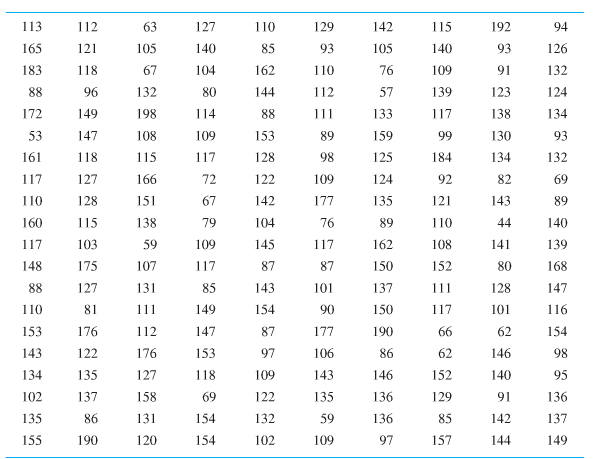 113 112 63 127 110 129 142 115 192 94
165 121 105 140 85 93 105 140 93 126
183 118 67 104 162 110 76 109 91 132
88 96 132 80 144 112 57 139 123 124
172 149 198 114 88 111 133 117 138 134
53 147 108 109 153 89 159 99 130 93
161 118 115 117 128 98 125 184 134 132
117 127 166 72 122 109 124 92 82 69
110 128 151 67 142 177 135 121 143 89
160 115 138 79 104 76 89 110 44 140
117 103 59 109 145 117 162 108 141 139
148 175 107 117 87 87 150 152 80 168
88 127 131 85 143 101 137 111 128 147
110 81 111 149 154 90 150 117 101 116
153 176 112 147 87 177 190 66 62 154
143 122 176 153 97 106 86 62 146 98
134 135 127 118 109 143 146 152 140 95
102 137 158 69 122 135 136 129 91 136
135 86 131 154 132 59 136 85 142 137
155 190 120 154 102 109 97 157 144 149